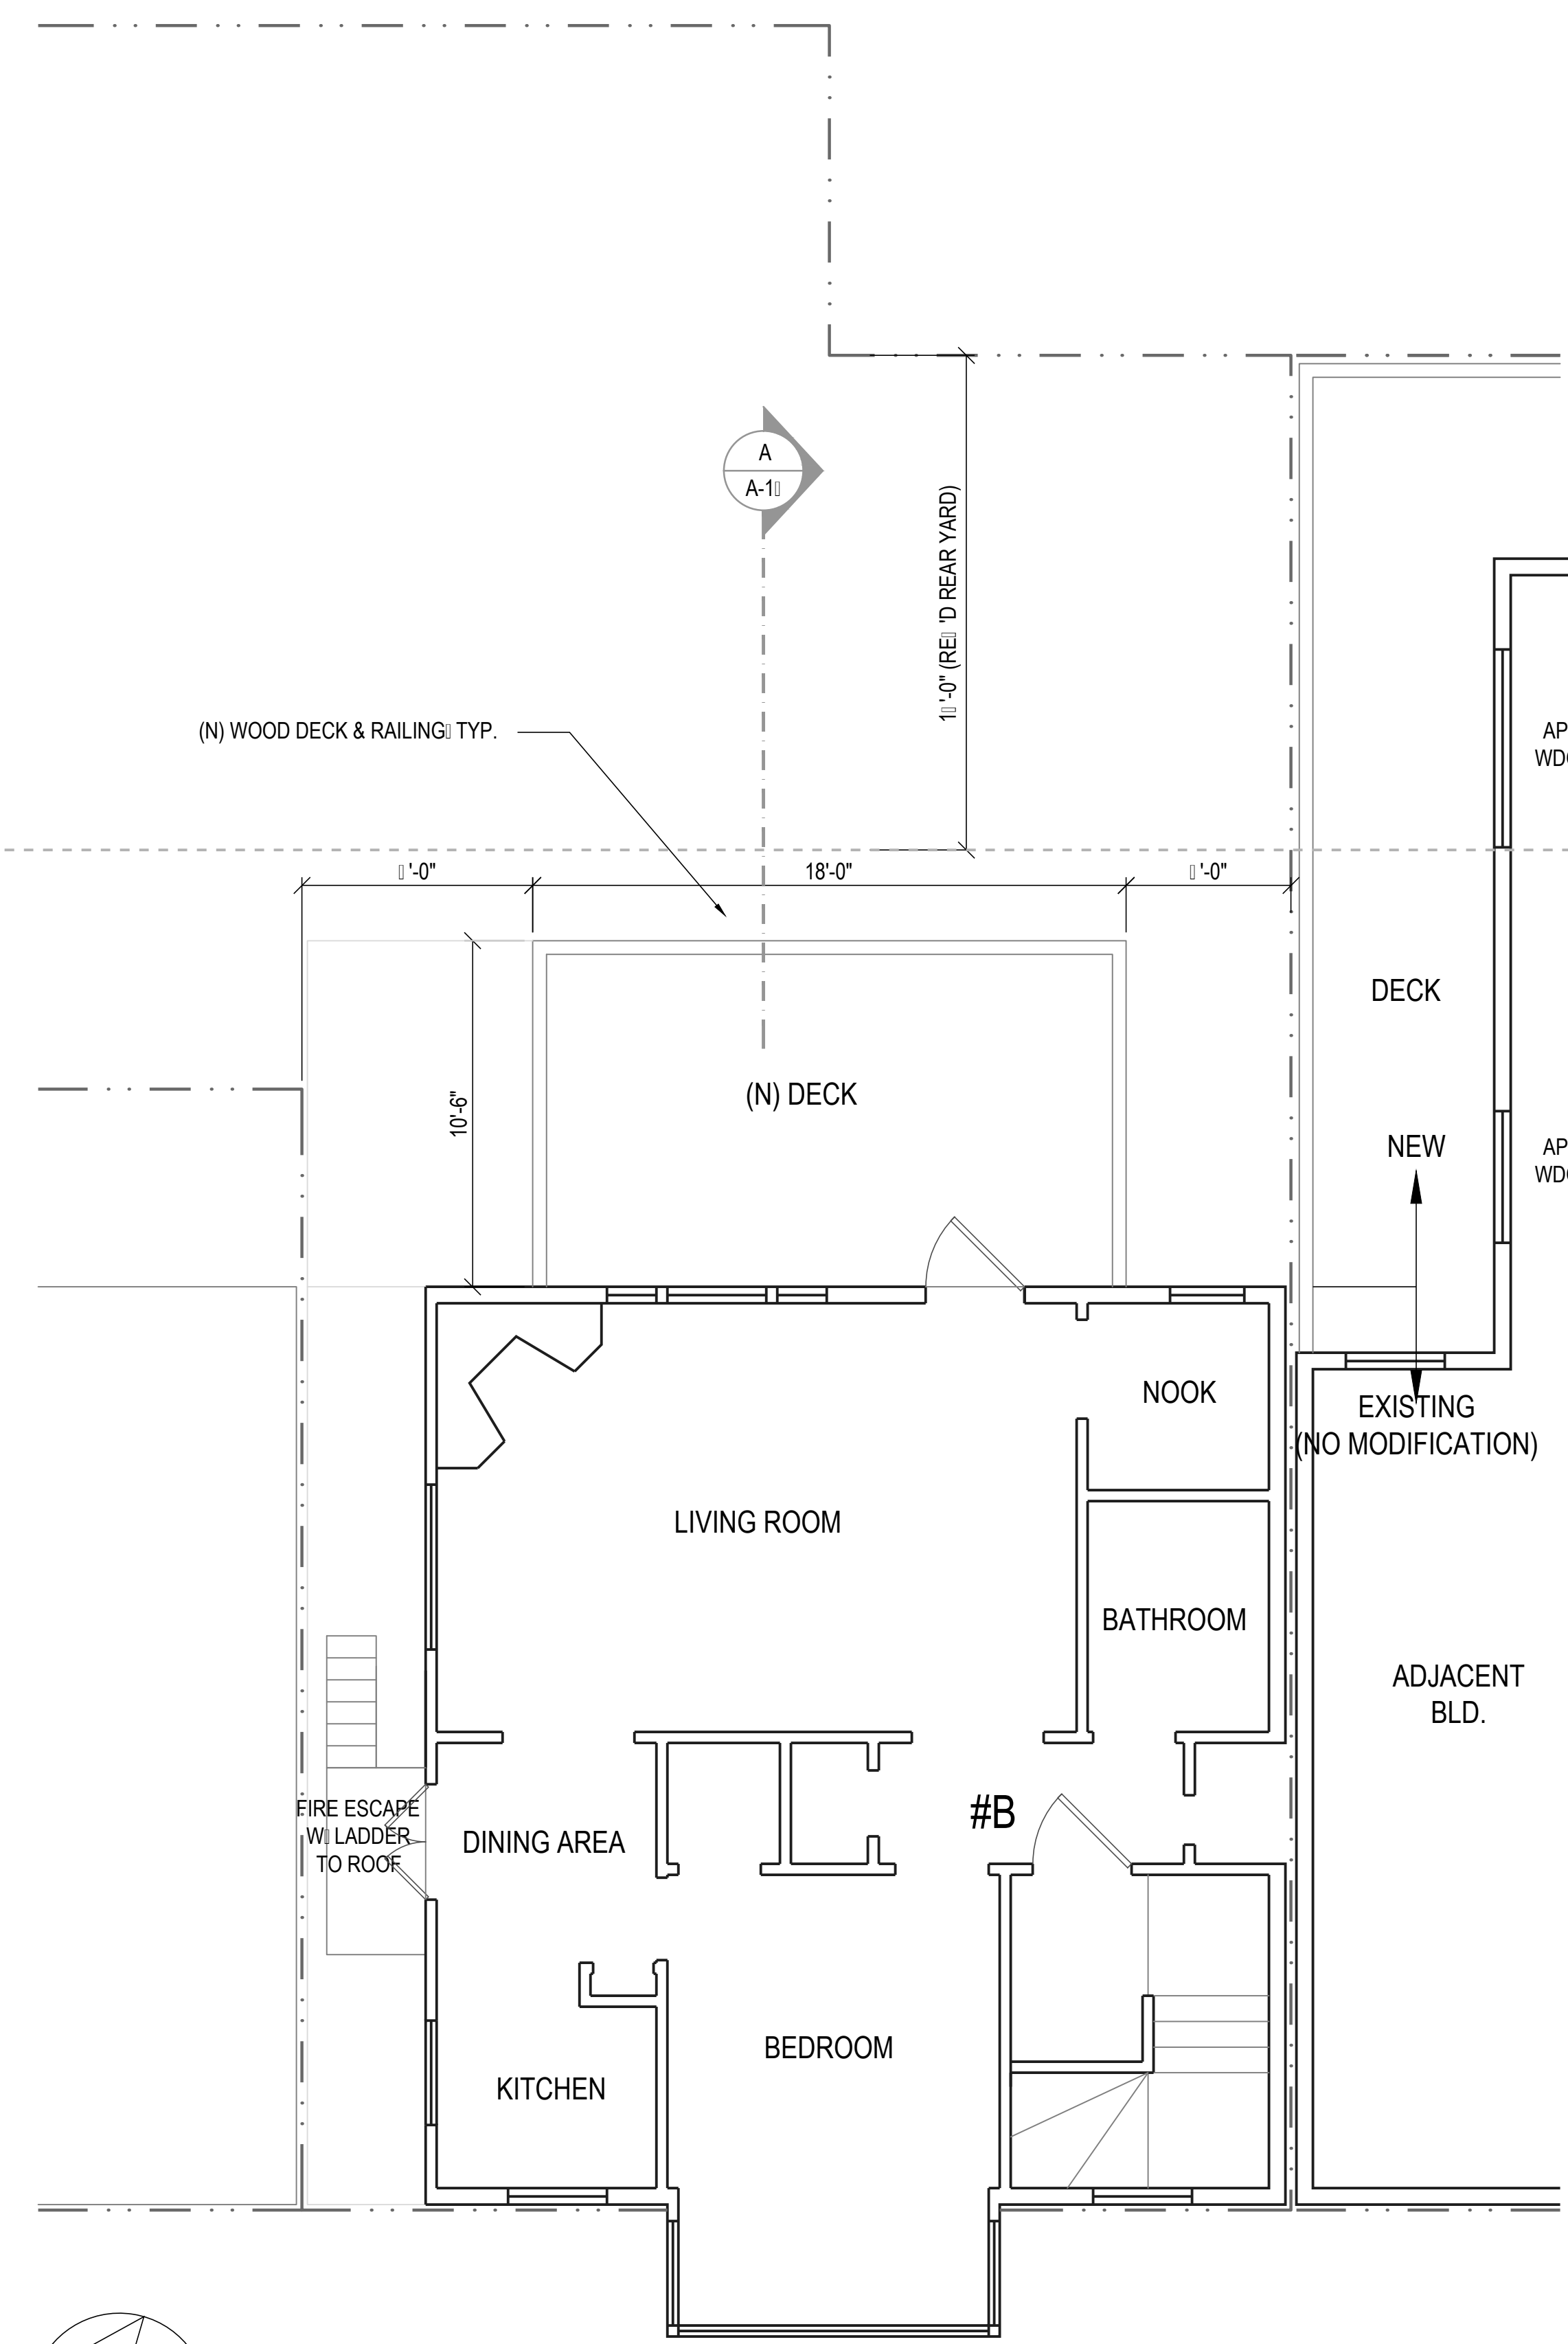 A
A-1▯
1▯'-0" (RE▯'D REAR YARD)
(N) WOOD DECK & RAILING▯ TYP.
▯'-0"
18'-0"
▯'-0"
10'-6"
(N) DECK
DECK
NEW
AP
WD
AP
WD
EXISTING
(NO MODIFICATION)
NOOK
LIVING ROOM
BATHROOM
ADJACENT
BLD.
FIRE ESCAPE
W▯ LADDER
TO ROOF
DINING AREA
#B
BEDROOM
KITCHEN